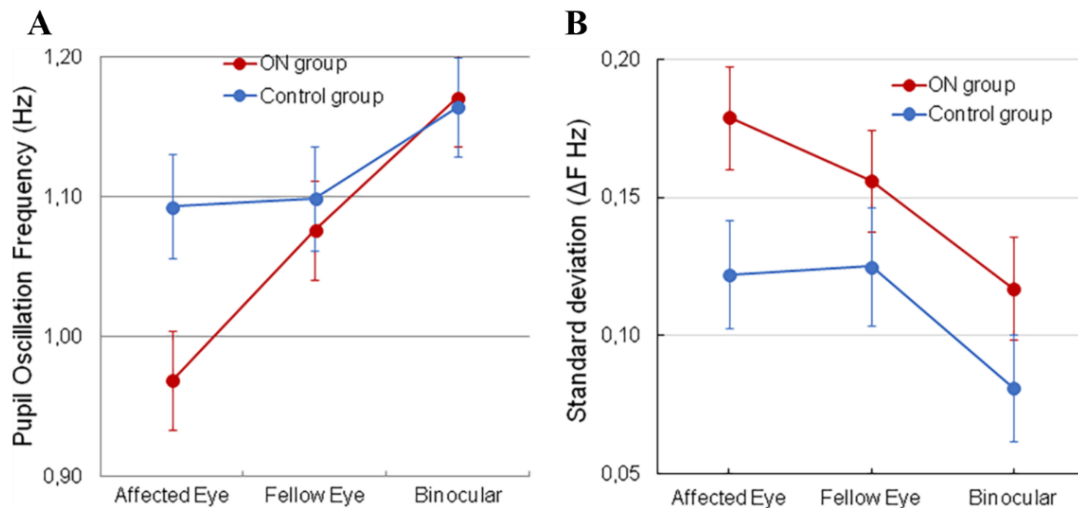 A
Pupil Oscillation Frequency (Hz)
1,20
1,10
1,00
0,90
ON group
Control group
Affected Eye Fellow Eye Binocular
B
Standard deviation (ΔF Hz)
0,20
0,15
0,10
0,05
ON group
Control group
Affected Eye Fellow Eye Binocular